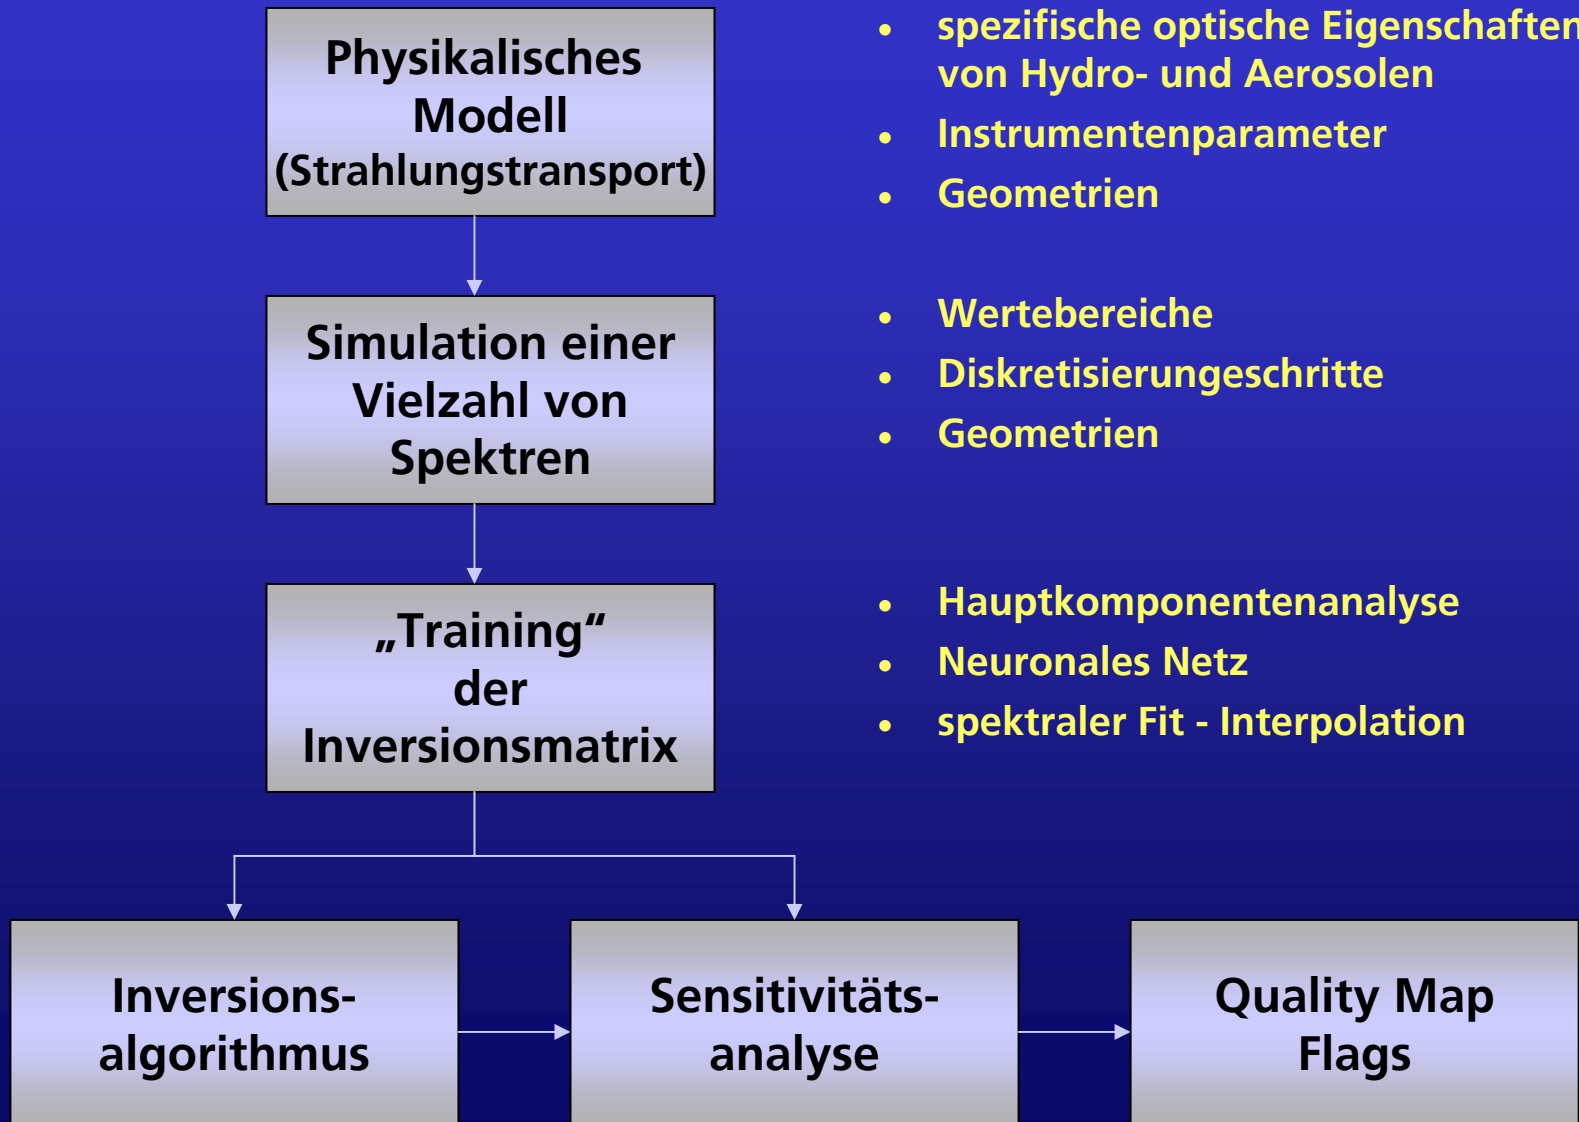 Physikalisches
Modell
(Strahlungstransport)
• spezifische optische Eigenschaften
von Hydro- und Aerosolen
• Instrumentenparameter
• Geometrien
Simulation einer
Vielzahl von
Spektren
• Wertebereiche
• Diskretisierungeschritte
• Geometrien
„Training“
der
Inversionsmatrix
• Hauptkomponentenanalyse
• Neuronales Netz
• spektraler Fit - Interpolation
Inversions-
algorithmus
Sensitivitäts-
analyse
Quality Map
Flags